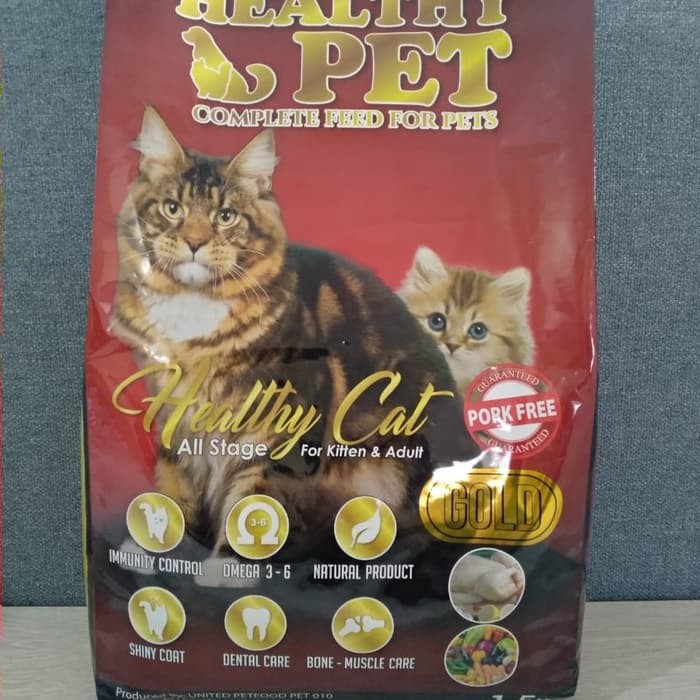 HEALTHY
PET
COMPLETE FEED FOR PETS
Healthy Cat
All Stage
For Kitten & Adult
GUARANTEED
PORK FREE
GUARANTEED
GOLD
3-6
IMMUNITY CONTROL
OMEGA 3 - 6
NATURAL PRODUCT
SHINY COAT
DENTAL CARE
BONE - MUSCLE CARE
Produced by: UNITED PETFOOD PET 010